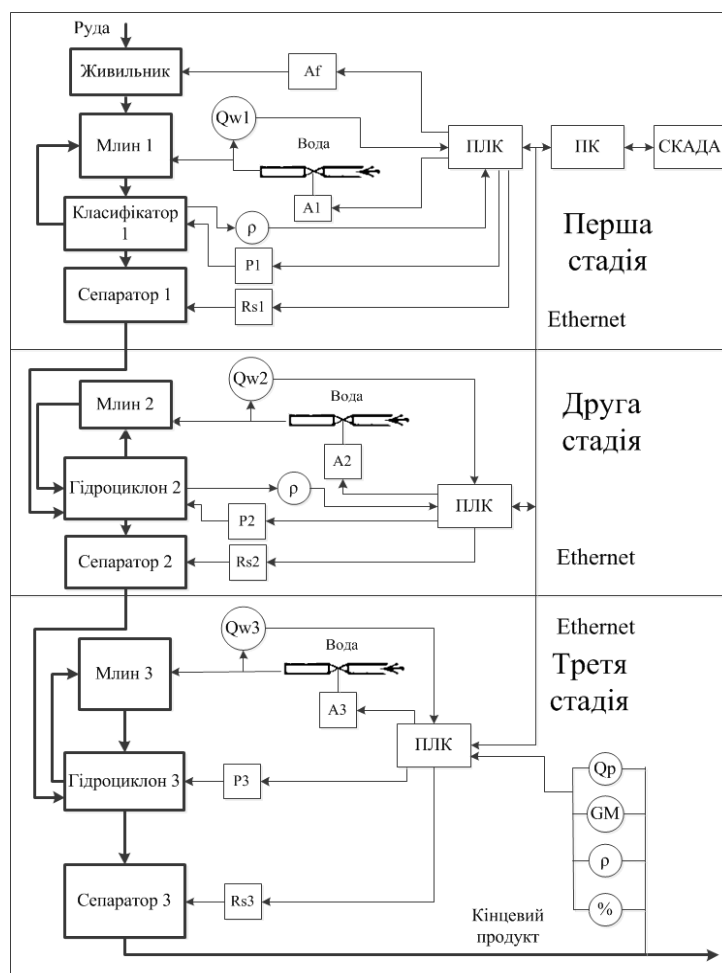 Руда
Живильник
Af
Млин 1
Qw1
Вода
A1
ПЛК
ПК
СКАДА
Класифікатор
1
ρ
P1
Перша
стадія
Сепаратор 1
Rs1
Ethernet
Млин 2
Qw2
Вода
A2
Друга
стадія
Гідроциклон 2
ρ
P2
ПЛК
Сепаратор 2
Rs2
Ethernet
Ethernet
Млин 3
Qw3
Вода
A3
Третя
стадія
ПЛК
Гідроциклон 3
P3
Qp
GM
ρ
%
Сепаратор 3
Rs3
Кінцевий
продукт